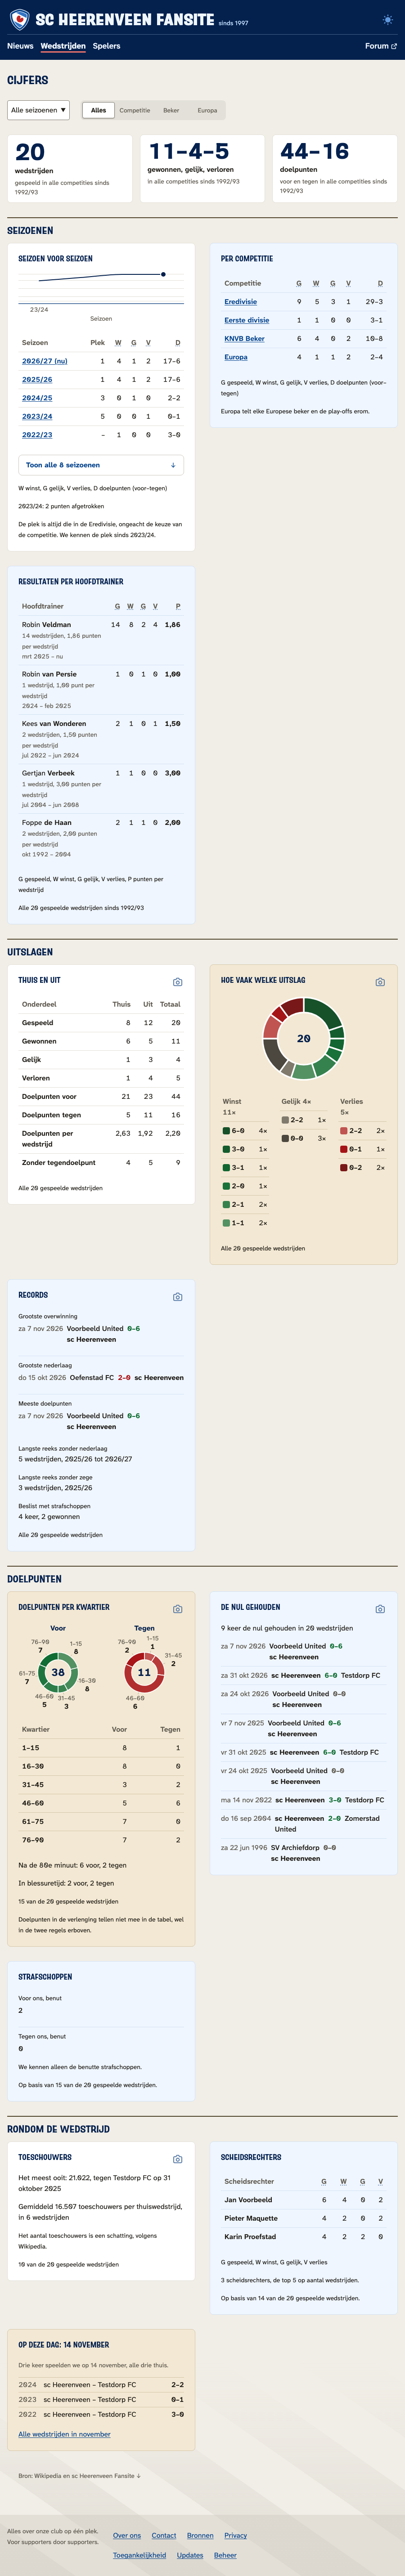 SC HEERENVEEN FANSITE sinds 1997
Nieuws Wedstrijden Spelers Forum
CIJFERS
Alle seizoenen ▼ Alles Competitie Beker Europa
20
wedstrijden
gespeeld in alle competities sinds
1992/93
11–4–5
gewonnen, gelijk, verloren
in alle competities sinds 1992/93
44–16
doelpunten
voor en tegen in alle competities sinds
1992/93
SEIZOENEN
SEIZOEN VOOR SEIZOEN
23/24
Seizoen
Seizoen Plek W G V D
2026/27 (nu) 1 4 1 2 17–6
2025/26 1 4 1 2 17–6
2024/25 3 0 1 0 2–2
2023/24 5 0 0 1 0–1
2022/23 – 1 0 0 3–0
Toon alle 8 seizoenen ↓
W winst, G gelijk, V verlies, D doelpunten (voor–tegen)
2023/24: 2 punten afgetrokken
De plek is altijd die in de Eredivisie, ongeacht de keuze van
de competitie. We kennen de plek sinds 2023/24.
PER COMPETITIE
Competitie G W G V D
Eredivisie 9 5 3 1 29–3
Eerste divisie 1 1 0 0 3–1
KNVB Beker 6 4 0 2 10–8
Europa 4 1 1 2 2–4
G gespeeld, W winst, G gelijk, V verlies, D doelpunten (voor–
tegen)
Europa telt elke Europese beker en de play-offs erom.
RESULTATEN PER HOOFDTRAINER
Hoofdtrainer G W G V P
Robin Veldman 14 8 2 4 1,86
14 wedstrijden, 1,86 punten
per wedstrijd
mrt 2025 – nu
Robin van Persie 1 0 1 0 1,00
1 wedstrijd, 1,00 punt per
wedstrijd
2024 – feb 2025
Kees van Wonderen 2 1 0 1 1,50
2 wedstrijden, 1,50 punten
per wedstrijd
jul 2022 – jun 2024
Gertjan Verbeek 1 1 0 0 3,00
1 wedstrijd, 3,00 punten per
wedstrijd
jul 2004 – jun 2008
Foppe de Haan 2 1 1 0 2,00
2 wedstrijden, 2,00 punten
per wedstrijd
okt 1992 – 2004
G gespeeld, W winst, G gelijk, V verlies, P punten per
wedstrijd
Alle 20 gespeelde wedstrijden sinds 1992/93
UITSLAGEN
THUIS EN UIT
Onderdeel Thuis Uit Totaal
Gespeeld 8 12 20
Gewonnen 6 5 11
Gelijk 1 3 4
Verloren 1 4 5
Doelpunten voor 21 23 44
Doelpunten tegen 5 11 16
Doelpunten per
wedstrijd 2,63 1,92 2,20
Zonder tegendoelpunt 4 5 9
Alle 20 gespeelde wedstrijden
HOE VAAK WELKE UITSLAG
20
Winst
11×
6–0 4×
3–0 1×
3–1 1×
2–0 1×
2–1 2×
1–1 2×
Gelijk 4×
2–2 1×
0–0 3×
Verlies
5×
2–2 2×
0–1 1×
0–2 2×
Alle 20 gespeelde wedstrijden
RECORDS
Grootste overwinning
za 7 nov 2026 Voorbeeld United 0–6
sc Heerenveen
Grootste nederlaag
do 15 okt 2026 Oefenstad FC 2–0 sc Heerenveen
Meeste doelpunten
za 7 nov 2026 Voorbeeld United 0–6
sc Heerenveen
Langste reeks zonder nederlaag
5 wedstrijden, 2025/26 tot 2026/27
Langste reeks zonder zege
3 wedstrijden, 2025/26
Beslist met strafschoppen
4 keer, 2 gewonnen
Alle 20 gespeelde wedstrijden
DOELPUNTEN
DOELPUNTEN PER KWARTIER
Voor
38
1–15
8
16–30
8
31–45
3
46–60
5
61–75
7
76–90
7
Tegen
11
1–15
1
31–45
2
46–60
6
76–90
2
Kwartier Voor Tegen
1–15 8 1
16–30 8 0
31–45 3 2
46–60 5 6
61–75 7 0
76–90 7 2
Na de 80e minuut: 6 voor, 2 tegen
In blessuretijd: 2 voor, 2 tegen
15 van de 20 gespeelde wedstrijden
Doelpunten in de verlenging tellen niet mee in de tabel, wel
in de twee regels erboven.
DE NUL GEHOUDEN
9 keer de nul gehouden in 20 wedstrijden
za 7 nov 2026 Voorbeeld United 0–6
sc Heerenveen
za 31 okt 2026 sc Heerenveen 6–0 Testdorp FC
za 24 okt 2026 Voorbeeld United 0–0
sc Heerenveen
vr 7 nov 2025 Voorbeeld United 0–6
sc Heerenveen
vr 31 okt 2025 sc Heerenveen 6–0 Testdorp FC
vr 24 okt 2025 Voorbeeld United 0–0
sc Heerenveen
ma 14 nov 2022 sc Heerenveen 3–0 Testdorp FC
do 16 sep 2004 sc Heerenveen 2–0 Zomerstad
United
za 22 jun 1996 SV Archiefdorp 0–0
sc Heerenveen
STRAFSCHOPPEN
Voor ons, benut
2
Tegen ons, benut
0
We kennen alleen de benutte strafschoppen.
Op basis van 15 van de 20 gespeelde wedstrijden.
RONDOM DE WEDSTRIJD
TOESCHOUWERS
Het meest ooit: 21.022, tegen Testdorp FC op 31
oktober 2025
Gemiddeld 16.507 toeschouwers per thuiswedstrijd,
in 6 wedstrijden
Het aantal toeschouwers is een schatting, volgens
Wikipedia.
10 van de 20 gespeelde wedstrijden
SCHEIDSRECHTERS
Scheidsrechter G W G V
Jan Voorbeeld 6 4 0 2
Pieter Maquette 4 2 0 2
Karin Proefstad 4 2 2 0
G gespeeld, W winst, G gelijk, V verlies
3 scheidsrechters, de top 5 op aantal wedstrijden.
Op basis van 14 van de 20 gespeelde wedstrijden.
OP DEZE DAG: 14 NOVEMBER
Drie keer speelden we op 14 november, alle drie thuis.
2024 sc Heerenveen – Testdorp FC 2–2
2023 sc Heerenveen – Testdorp FC 0–1
2022 sc Heerenveen – Testdorp FC 3–0
Alle wedstrijden in november
Bron: Wikipedia en sc Heerenveen Fansite ↓
Alles over onze club op één plek.
Voor supporters door supporters.
Over ons Contact Bronnen Privacy
Toegankelijkheid Updates Beheer